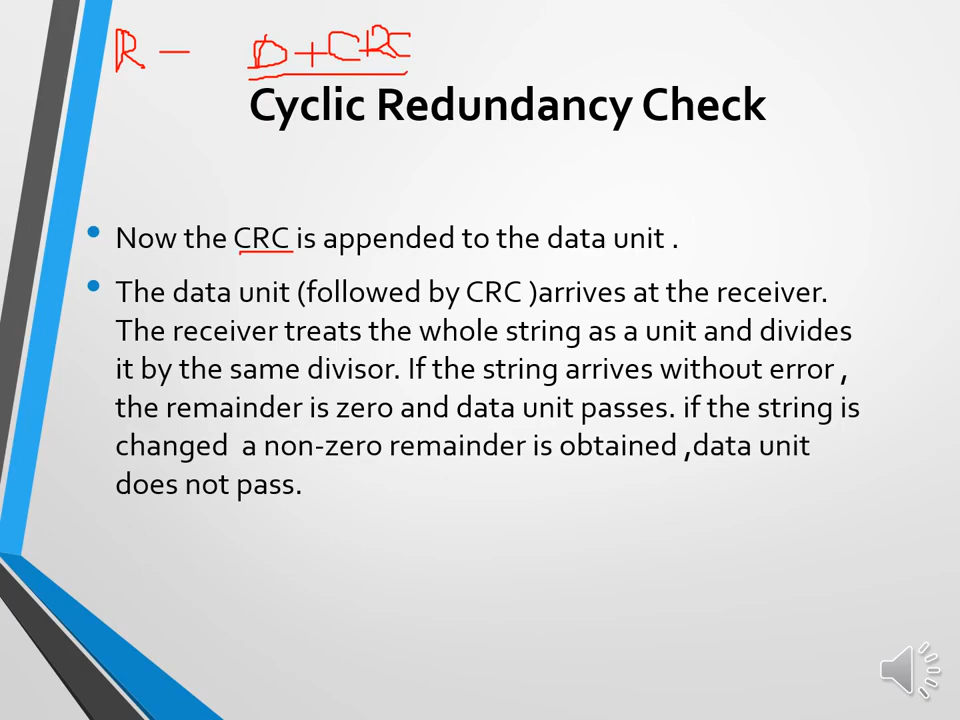 R — D+CRC
Cyclic Redundancy Check
Now the CRC is appended to the data unit .
The data unit (followed by CRC )arrives at the receiver.
The receiver treats the whole string as a unit and divides
it by the same divisor. If the string arrives without error ,
the remainder is zero and data unit passes. if the string is
changed  a non-zero remainder is obtained ,data unit
does not pass.